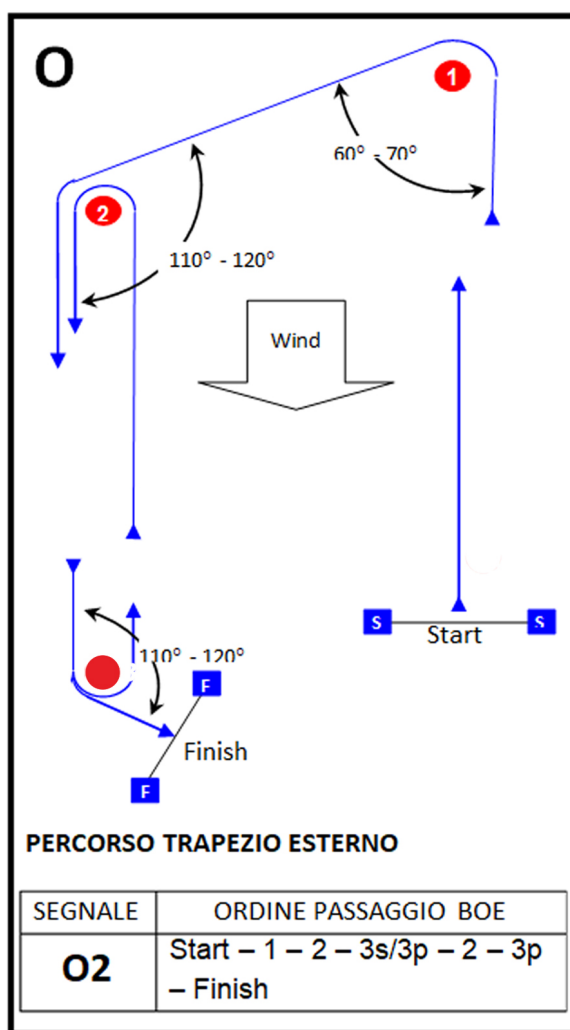 O
1
60° - 70°
2
110° - 120°
Wind
S
S
Start
110° - 120°
F
Finish
F
PERCORSO TRAPEZIO ESTERNO
SEGNALE
ORDINE PASSAGGIO BOE
O2
Start – 1 – 2 – 3s/3p – 2 – 3p
– Finish